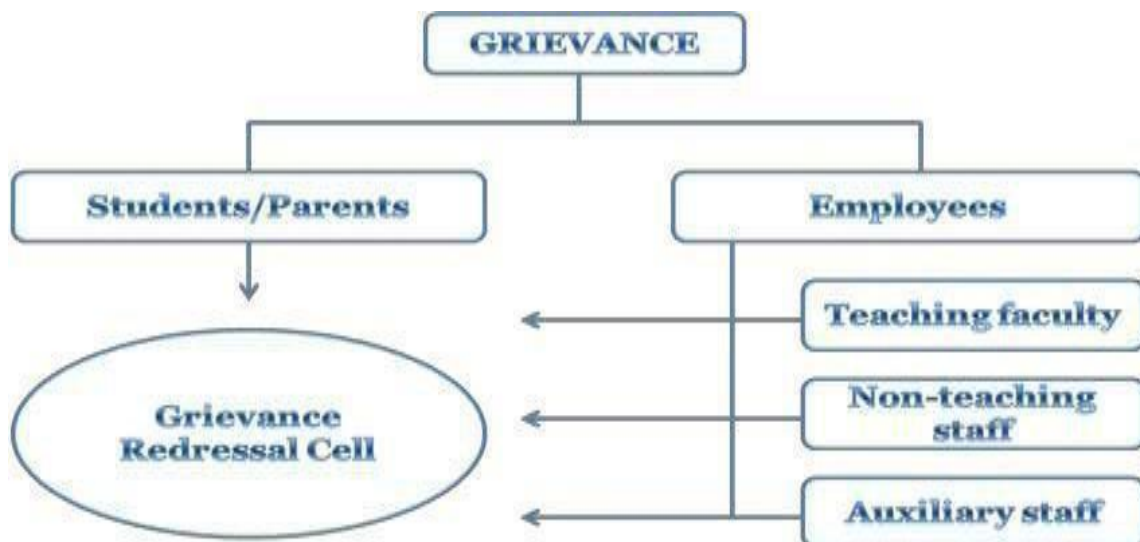 GRIEVANCE
Students/Parents
Employees
Teaching faculty
Non-teaching
staff
Auxiliary staff
Grievance
Redressal Cell